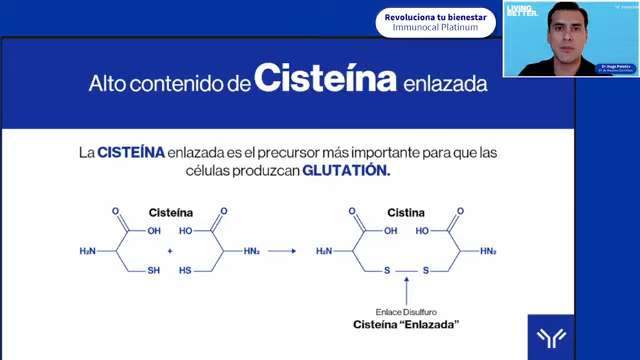 Revoluciona tu bienestar
Immunocal Platinum
LIVING
BETTER.
Alto contenido de Cisteína enlazada
La CISTEÍNA enlazada es el precursor más importante para que las
células produzcan GLUTATIÓN.
Cisteína
Cistina
O
O
O
O
OH
HO
OH
HO
H₂N
+
HN₂
H₂N
HN₂
SH
HS
S
S
Enlace Disulfuro
Cisteína "Enlazada"